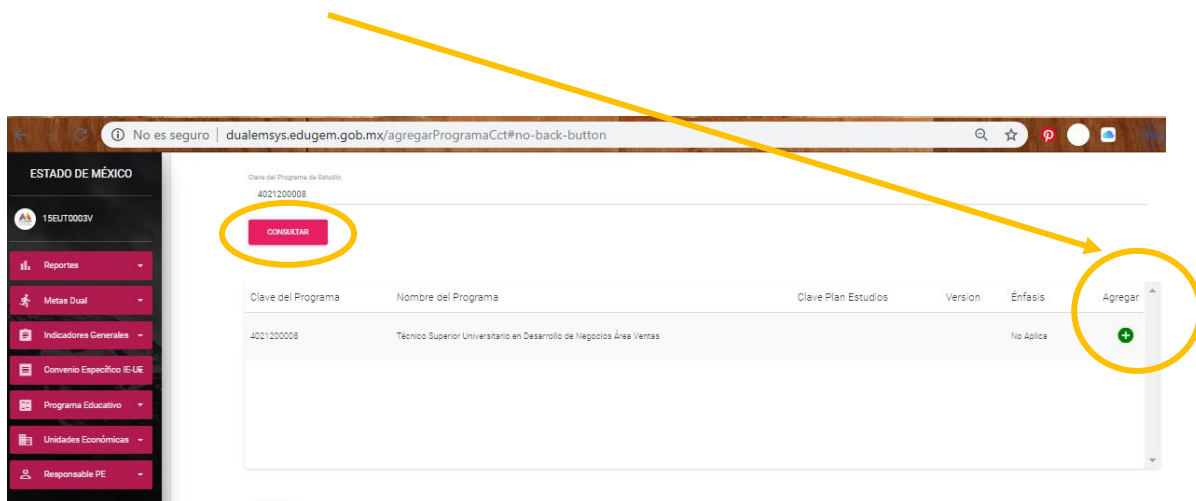 No es seguro | dualemsys.edugem.gob.mx/agregarProgramaCct#no-back-button
ESTADO DE MÉXICO
15EUT0003V
Reportes
Metas Dual
Indicadores Generales
Convenio Específico IE-UE
Programa Educativo
Unidades Económicas
Responsable PE
Clave del Programa de Estudio
4021200008
CONSULTAR
Clave del Programa Nombre del Programa Clave Plan Estudios Version Énfasis Agregar
4021200008 Técnico Superior Universitario en Desarrollo de Negocios Área Ventas No Aplica